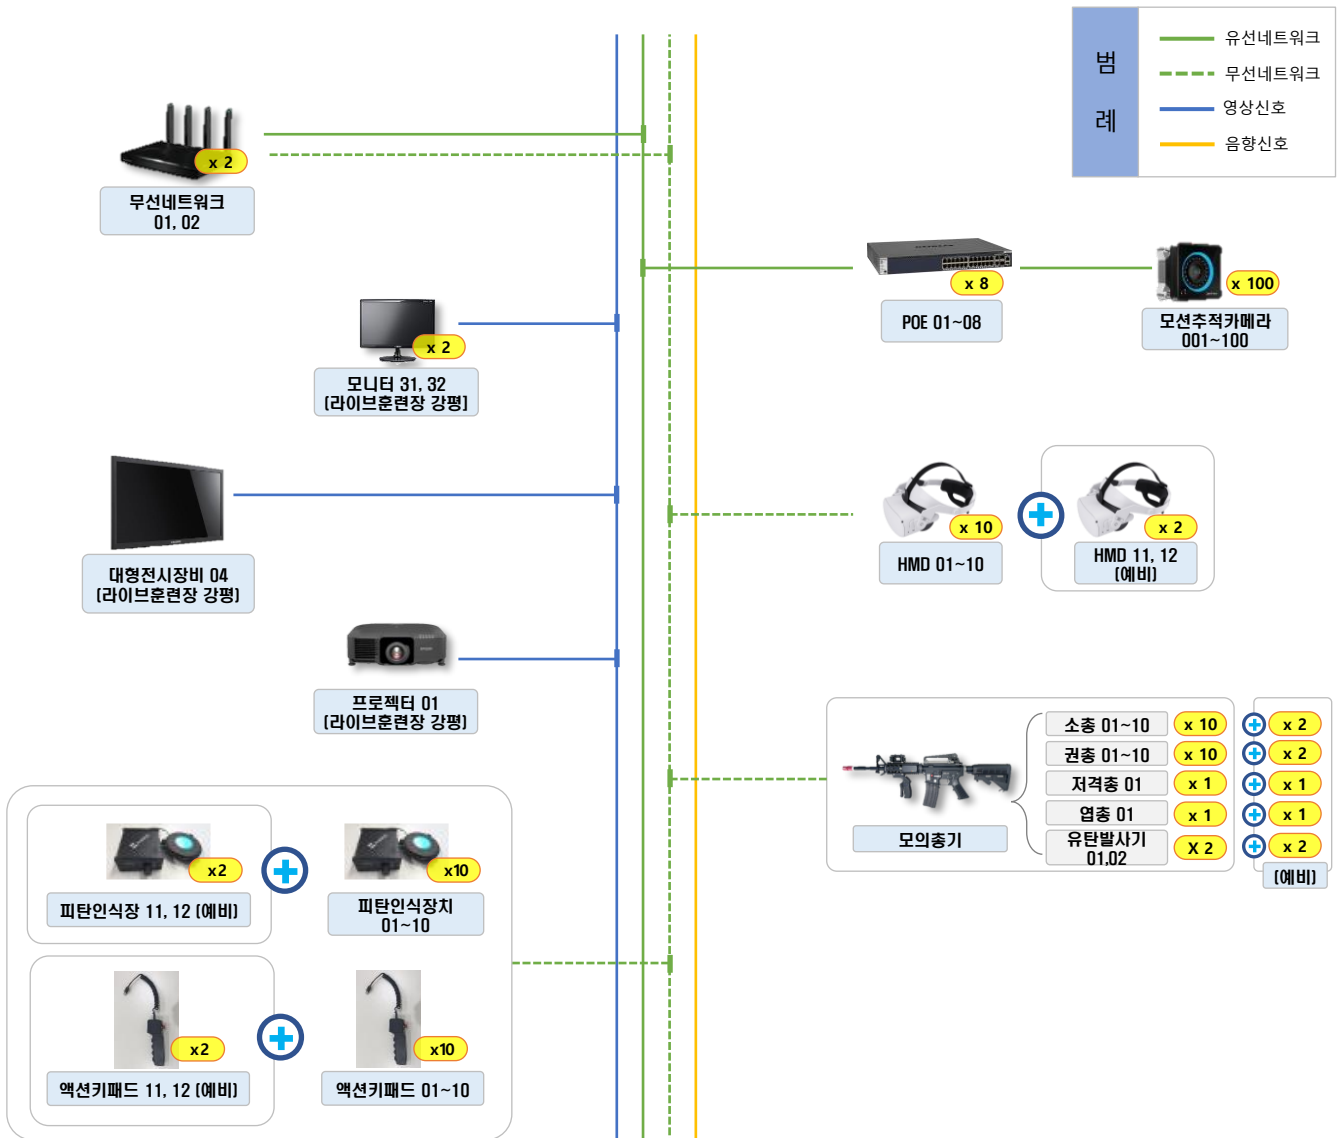 범
례
유선네트워크
무선네트워크
영상신호
음향신호
x 2
무선네트워크
01, 02
x 8
POE 01~08
x 100
모션추적카메라
001~100
x 2
모니터 31, 32
(라이브훈련장 강평)
대형전시장비 04
(라이브훈련장 강평)
x 10
HMD 01~10
x 2
HMD 11, 12
(예비)
프로젝터 01
(라이브훈련장 강평)
모의총기
소총 01~10
x 10
x 2
권총 01~10
x 10
x 2
저격총 01
x 1
x 1
엽총 01
x 1
x 1
유탄발사기
01,02
X 2
x 2
(예비)
x2
피탄인식장 11, 12 (예비)
x10
피탄인식장치
01~10
x2
액션키패드 11, 12 (예비)
x10
액션키패드 01~10